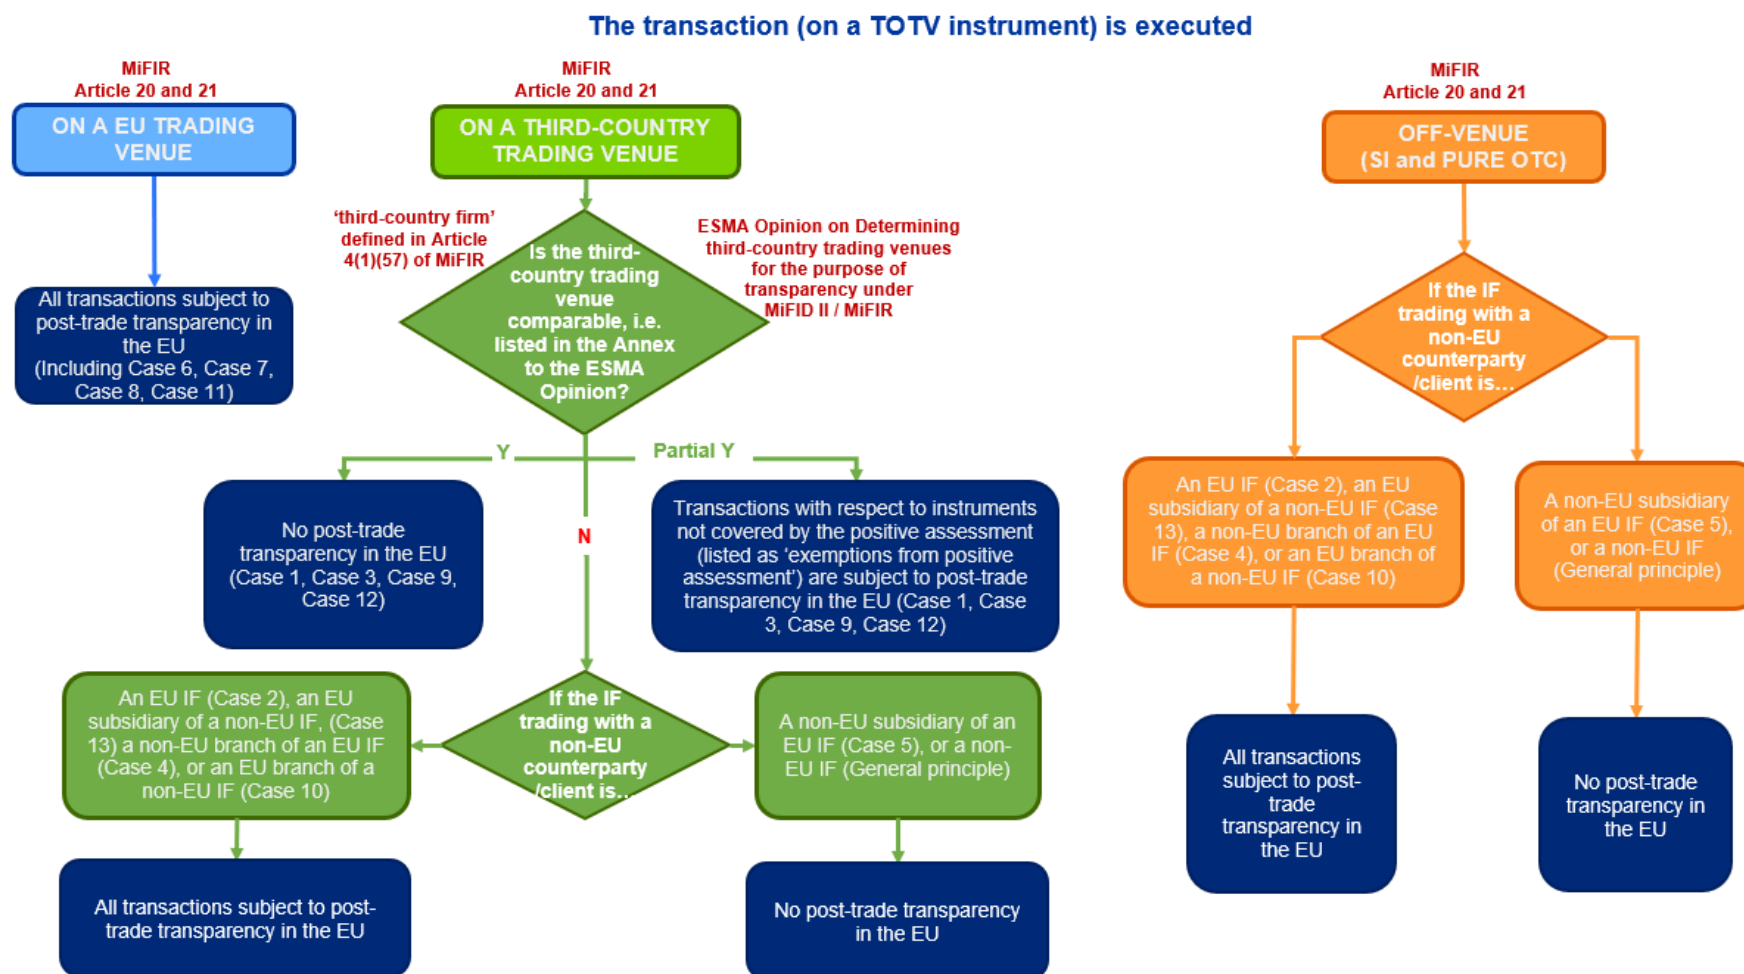 The transaction (on a TOTV instrument) is executed
MiFIR
Article 20 and 21
ON A EU TRADING
VENUE
All transactions subject to
post-trade transparency in
the EU
(Including Case 6, Case 7,
Case 8, Case 11)
MiFIR
Article 20 and 21
ON A THIRD-COUNTRY
TRADING VENUE
‘third-country firm’
defined in Article
4(1)(57) of MiFIR
Is the third-
country trading
venue
comparable, i.e.
listed in the Annex
to the ESMA
Opinion?
ESMA Opinion on Determining
third-country trading venues
for the purpose of
transparency under
MiFID II / MiFIR
Y
Partial Y
N
No post-trade
transparency in the EU
(Case 1, Case 3, Case 9,
Case 12)
Transactions with respect to instruments
not covered by the positive assessment
(listed as ‘exemptions from positive
assessment’) are subject to post-trade
transparency in the EU (Case 1, Case
3, Case 9, Case 12)
An EU IF (Case 2), an EU
subsidiary of a non-EU IF, (Case
13) a non-EU branch of an EU IF
(Case 4), or an EU branch of a
non-EU IF (Case 10)
If the IF
trading with a
non-EU
counterparty
/client is…
A non-EU subsidiary of an
EU IF (Case 5), or a non-
EU IF (General principle)
All transactions subject to post-
trade transparency in the EU
No post-trade transparency
in the EU
MiFIR
Article 20 and 21
OFF-VENUE
(SI and PURE OTC)
If the IF
trading with a
non-EU
counterparty
/client is…
An EU IF (Case 2), an EU
subsidiary of a non-EU IF (Case
13), a non-EU branch of an EU
IF (Case 4), or an EU branch of
a non-EU IF (Case 10)
A non-EU subsidiary
of an EU IF (Case 5),
or a non-EU IF
(General principle)
All transactions
subject to post-
trade
transparency in
the EU
No post-trade
transparency in
the EU